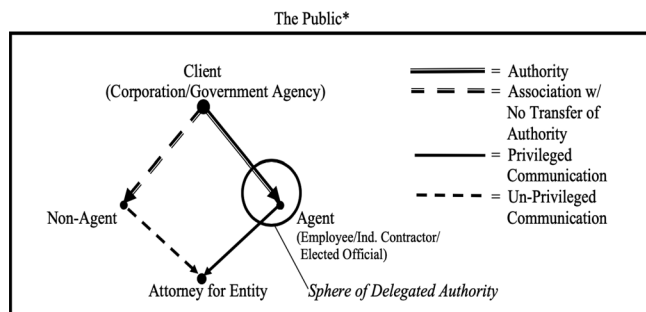 The Public*
Client
(Corporation/Government Agency)
= Authority
= Association w/
No Transfer of
Authority
= Privileged
Communication
= Un-Privileged
Communication
Non-Agent
Agent
(Employee/Ind. Contractor/
Elected Official)
Attorney for Entity
Sphere of Delegated Authority